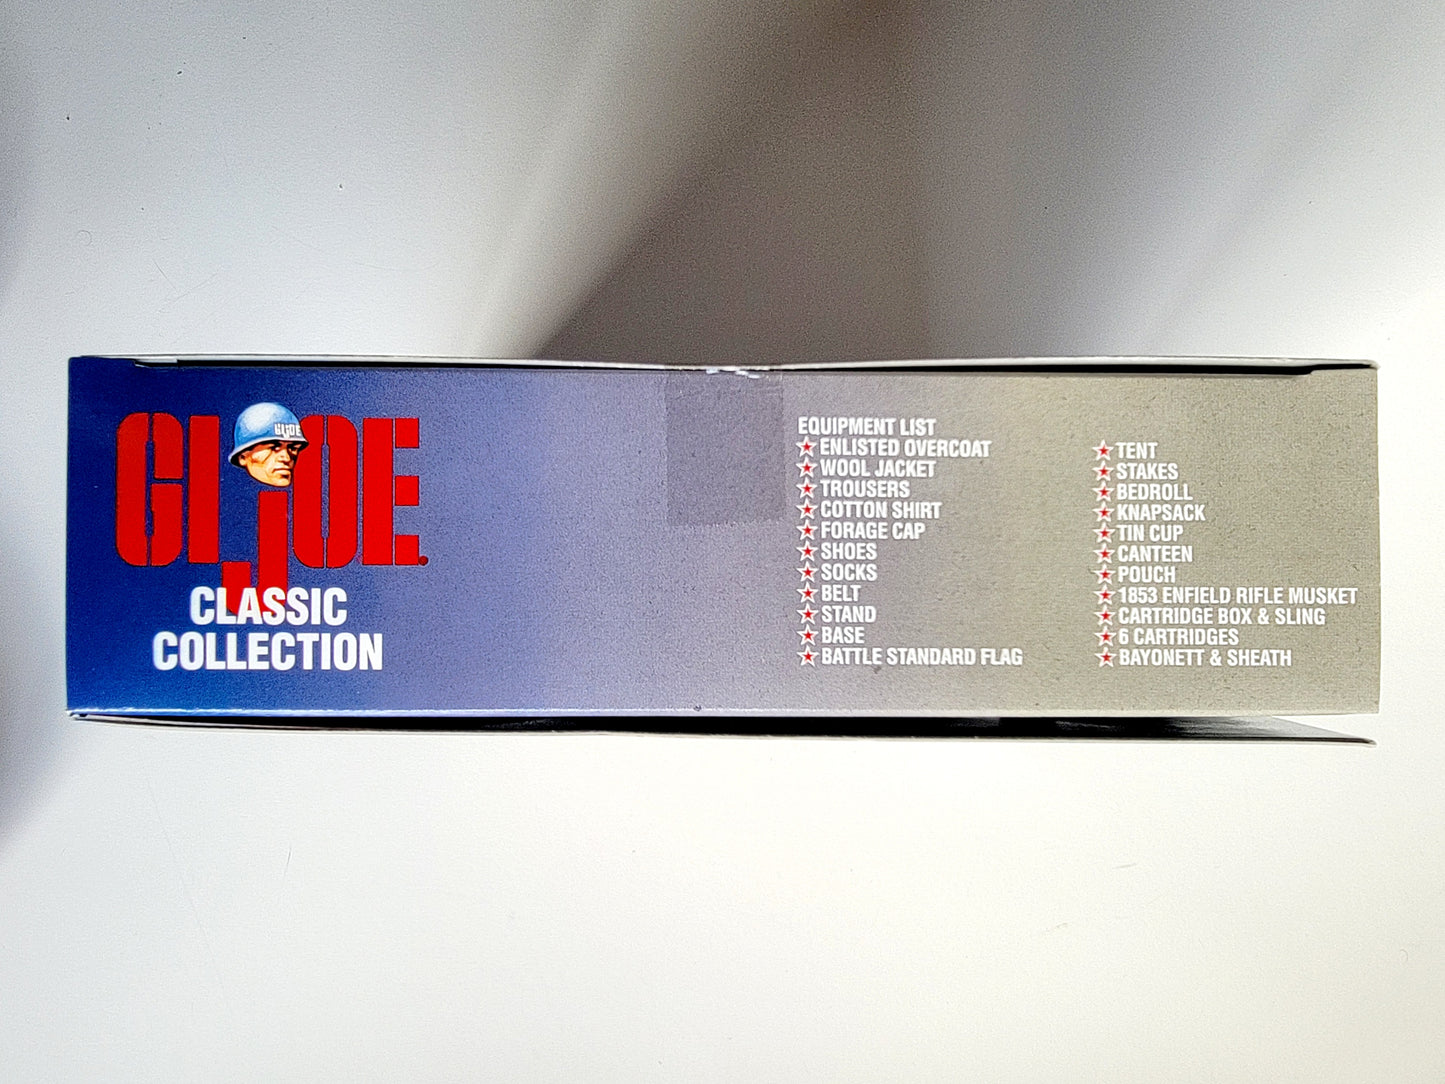 GI JOE
GI JOE.
CLASSIC
COLLECTION
EQUIPMENT LIST
ENLISTED OVERCOAT
WOOL JACKET
TROUSERS
COTTON SHIRT
FORAGE CAP
SHOES
SOCKS
BELT
STAND
BASE
BATTLE STANDARD FLAG
TENT
STAKES
BEDROLL
KNAPSACK
TIN CUP
CANTEEN
POUCH
1853 ENFIELD RIFLE MUSKET
CARTRIDGE BOX & SLING
6 CARTRIDGES
BAYONETT & SHEATH